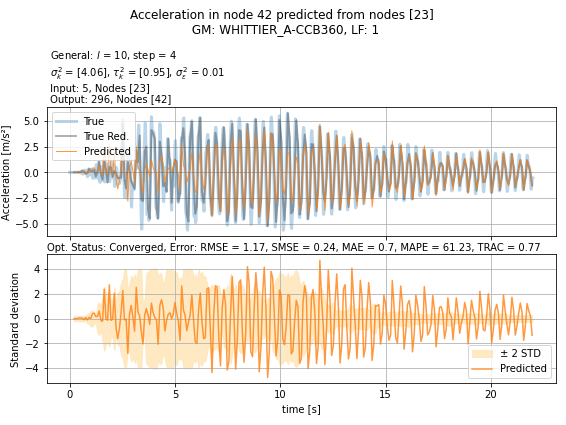 Acceleration in node 42 predicted from nodes [23]
GM: WHITTIER_A-CCB360, LF: 1
General: l = 10, step = 4
σ²ₖ = [4.06], τ²ₖ = [0.95], σ²ε = 0.01
Input: 5, Nodes [23]
Output: 296, Nodes [42]
Acceleration [m/s²]
5.0
2.5
0.0
−2.5
−5.0
True
True Red.
Predicted
Opt. Status: Converged, Error: RMSE = 1.17, SMSE = 0.24, MAE = 0.7, MAPE = 61.23, TRAC = 0.77
Standard deviation
4
2
0
−2
−4
± 2 STD
Predicted
0
5
10
15
20
time [s]